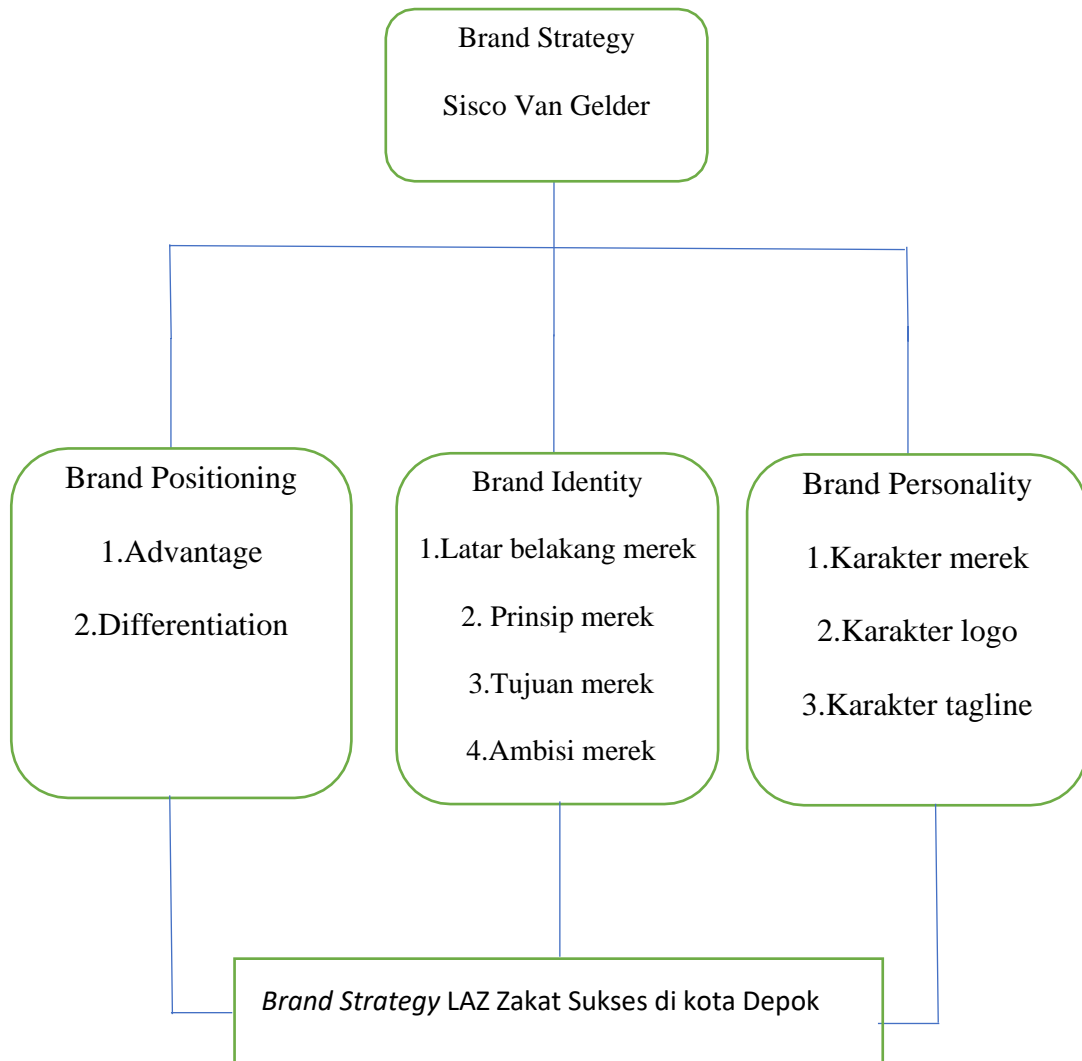 Brand Strategy
Sisco Van Gelder
Brand Positioning
1.Advantage
2.Differentiation
Brand Identity
1.Latar belakang merek
2. Prinsip merek
3.Tujuan merek
4.Ambisi merek
Brand Personality
1.Karakter merek
2.Karakter logo
3.Karakter tagline
Brand Strategy LAZ Zakat Sukses di kota Depok